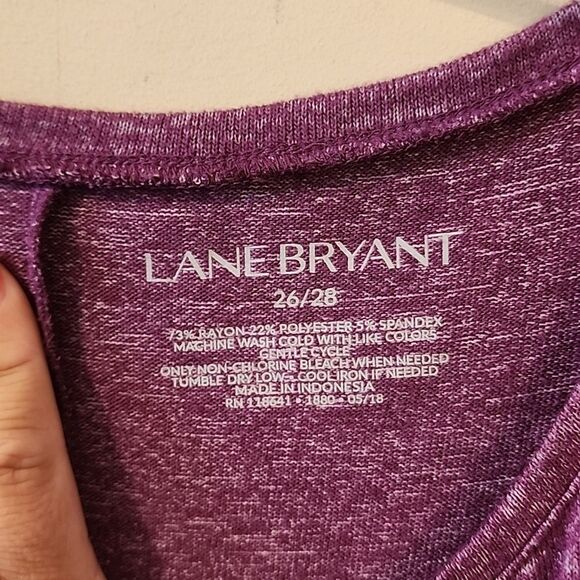 LANE BRYANT
26/28
73% RAYON 22% POLYESTER 5% SPANDEX
MACHINE WASH COLD WITH LIKE COLORS
GENTLE CYCLE
ONLY NON-CHLORINE BLEACH WHEN NEEDED
TUMBLE DRY LOW - COOL IRON IF NEEDED
MADE IN INDONESIA
RN 118641 • 1880 • 05/18